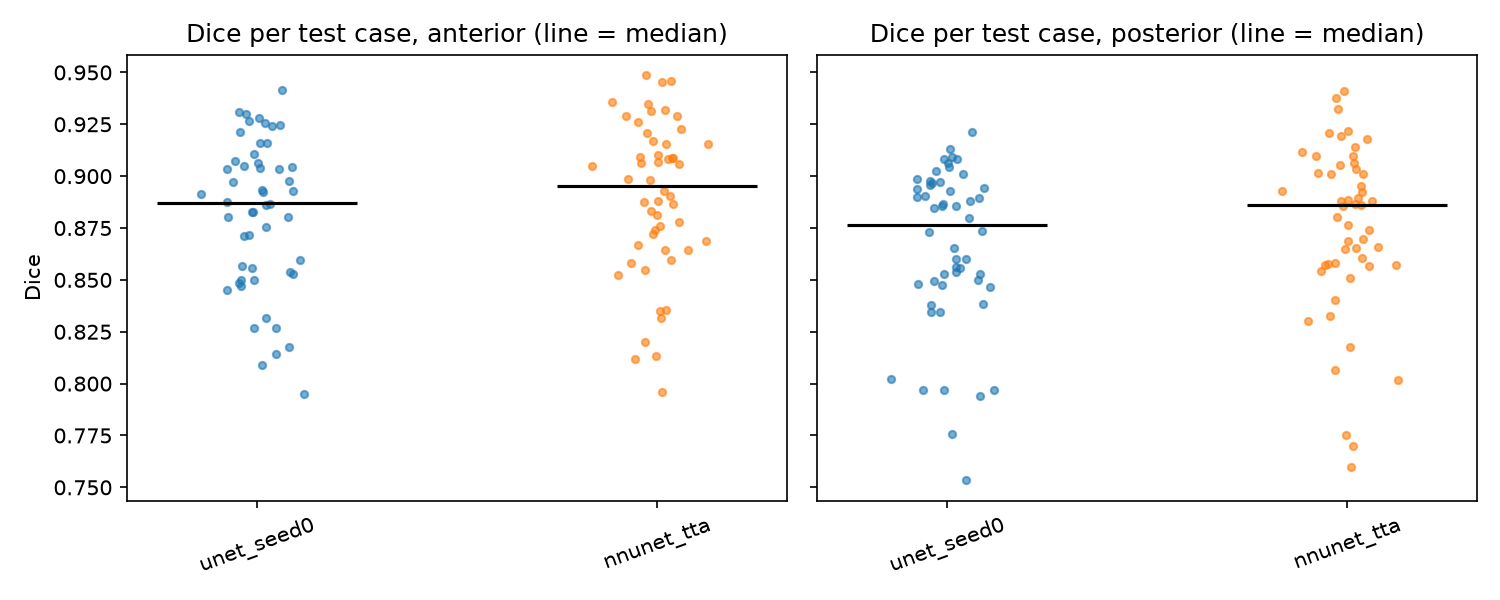 Dice per test case, anterior (line = median)
Dice per test case, posterior (line = median)
Dice
0.950
0.925
0.900
0.875
0.850
0.825
0.800
0.775
0.750
unet_seed0
nnunet_tta
unet_seed0
nnunet_tta